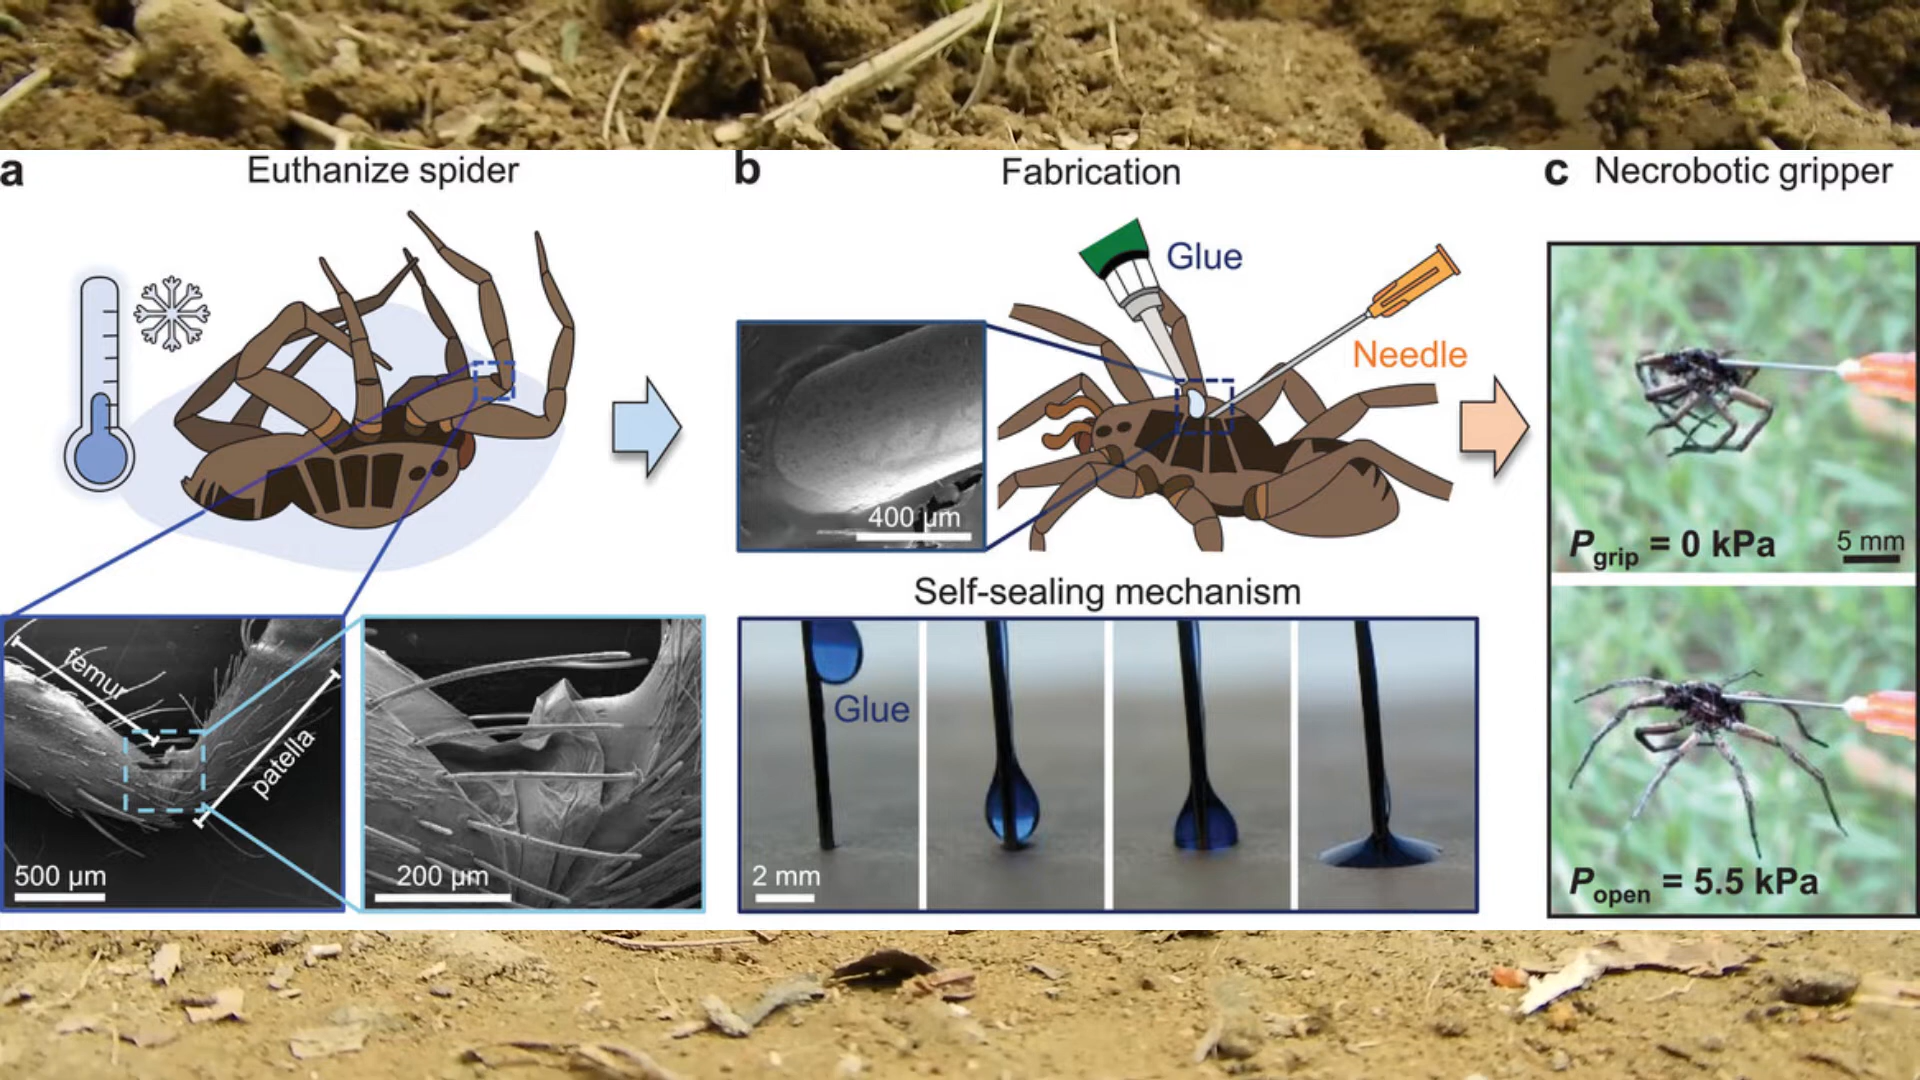 a Euthanize spider
femur
patella
500 µm
200 µm
b Fabrication
Glue
Needle
400 µm
Self-sealing mechanism
Glue
2 mm
c Necrobotic gripper
Pgrip = 0 kPa
5 mm
Popen = 5.5 kPa